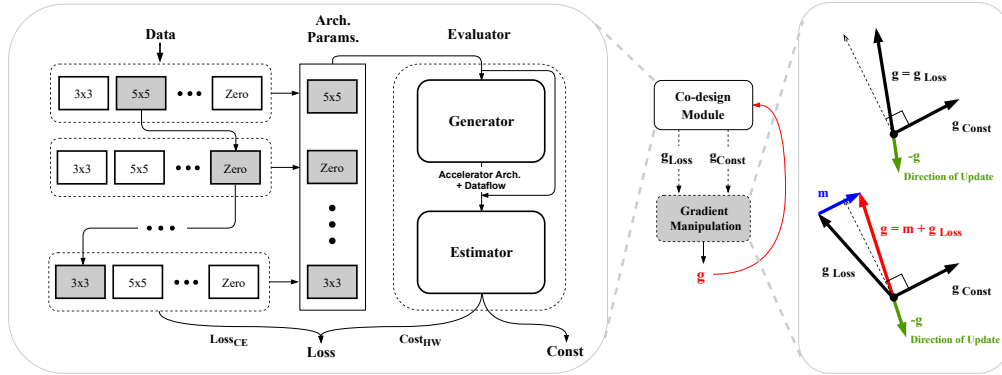 Data
Arch.
Params.
Evaluator
3x3
5x5
Zero
5x5
Generator
3x3
5x5
Zero
Zero
Accelerator Arch.
+ Dataflow
Estimator
3x3
5x5
Zero
3x3
Loss_CE
Loss
Cost_HW
Const
Co-design
Module
g_Loss
g_Const
Gradient
Manipulation
g
g = g_Loss
g_Const
-g
Direction of Update
m
g = m + g_Loss
g_Loss
g_Const
-g
Direction of Update